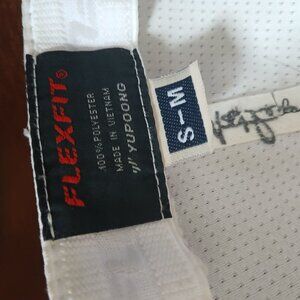 FLEXFIT®
100% POLYESTER
MADE IN VIETNAM
YUPOONG
S-M